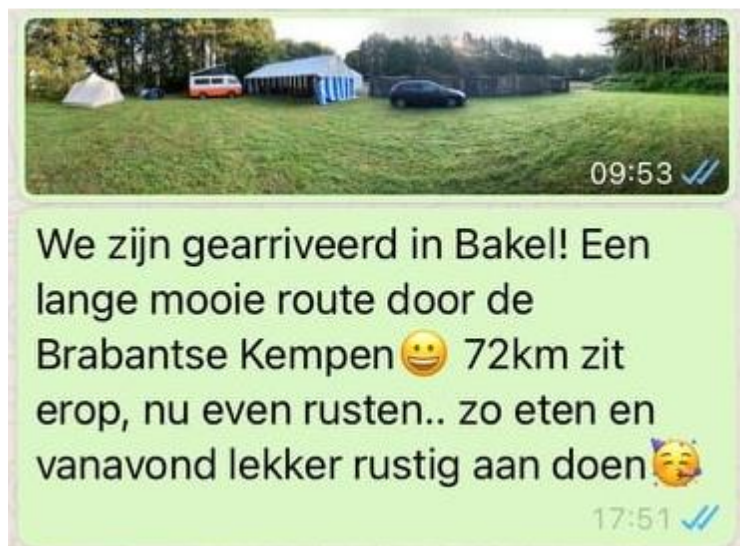 09:53
We zijn gearriveerd in Bakel! Een
lange mooie route door de
Brabantse Kempen😀 72km zit
erop, nu even rusten.. zo eten en
vanavond lekker rustig aan doen🥳
17:51